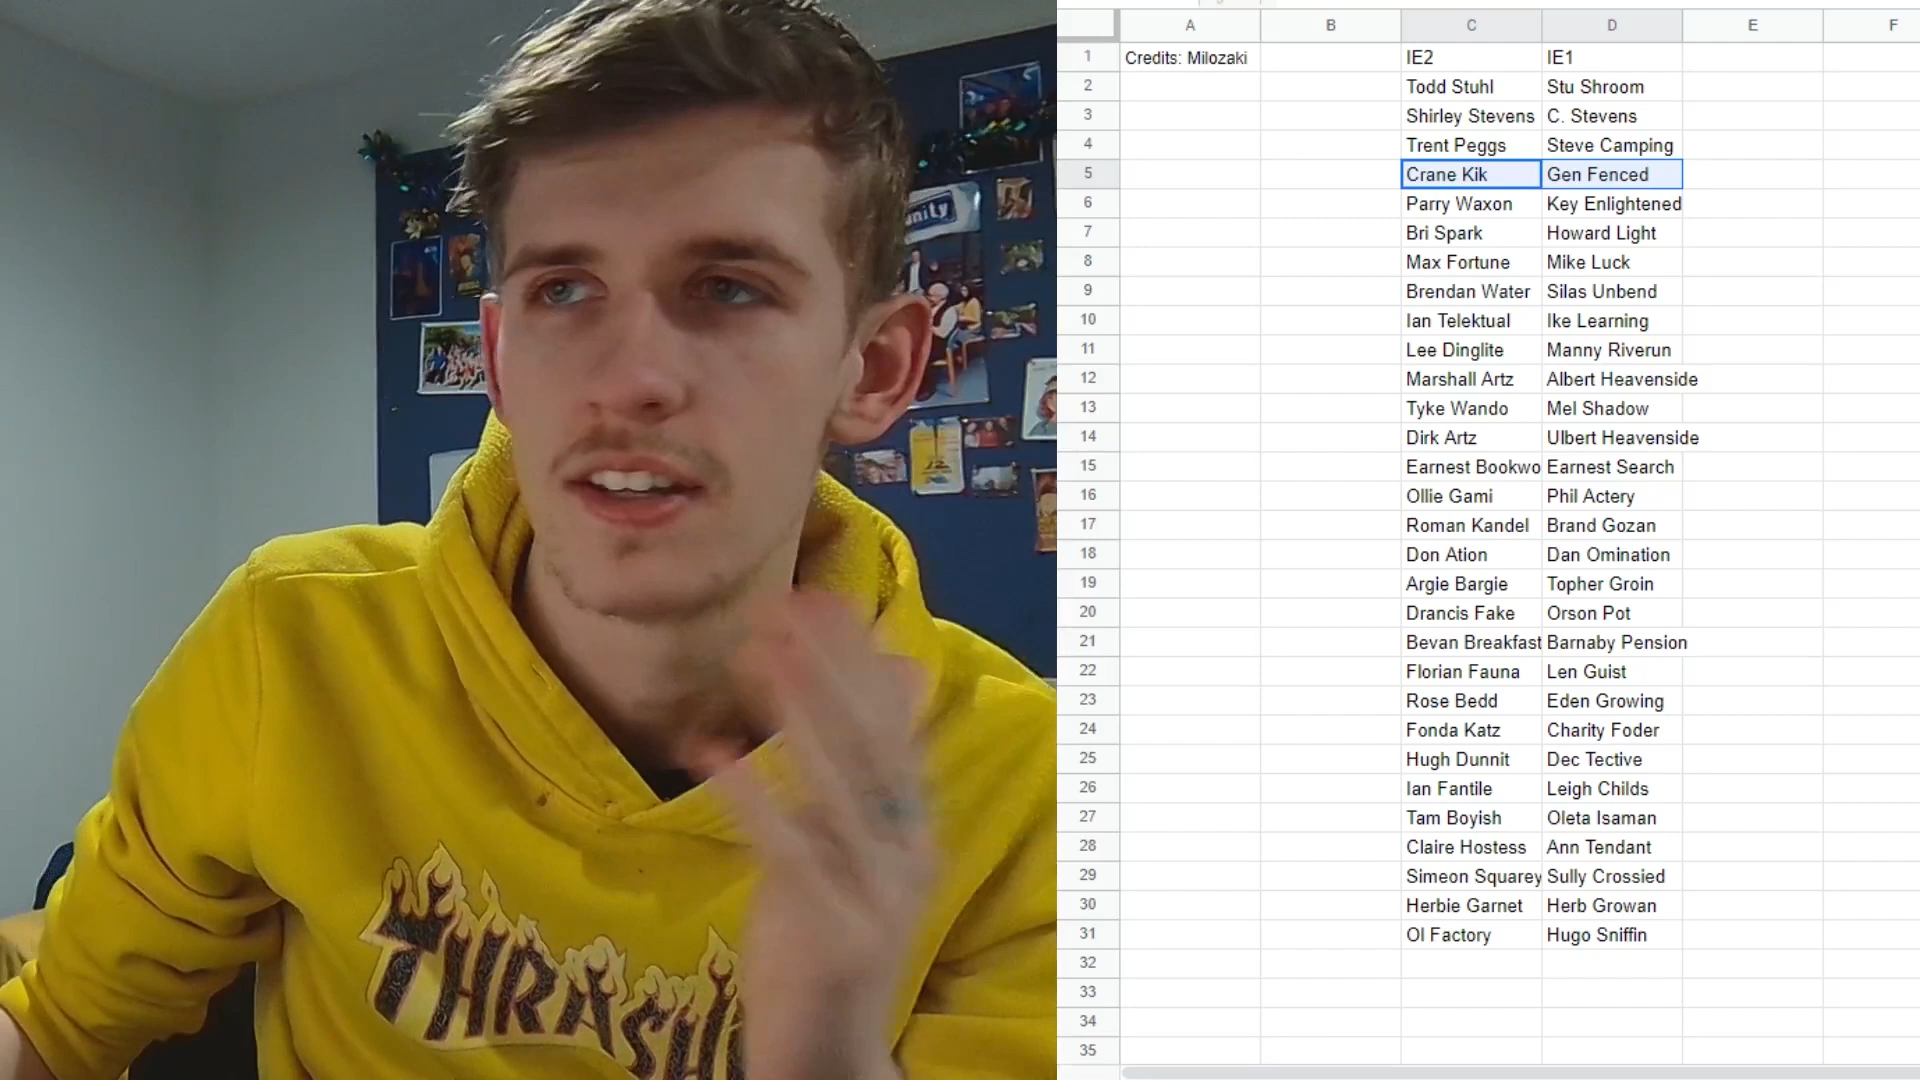 unity
THRASH
A B C D E F
1 Credits: Milozaki IE2 IE1
2 Todd Stuhl Stu Shroom
3 Shirley Stevens C. Stevens
4 Trent Peggs Steve Camping
5 Crane Kik Gen Fenced
6 Parry Waxon Key Enlightened
7 Bri Spark Howard Light
8 Max Fortune Mike Luck
9 Brendan Water Silas Unbend
10 Ian Telektual Ike Learning
11 Lee Dinglite Manny Riverun
12 Marshall Artz Albert Heavenside
13 Tyke Wando Mel Shadow
14 Dirk Artz Ulbert Heavenside
15 Earnest Bookwo Earnest Search
16 Ollie Gami Phil Actery
17 Roman Kandel Brand Gozan
18 Don Ation Dan Omination
19 Argie Bargie Topher Groin
20 Drancis Fake Orson Pot
21 Bevan Breakfast Barnaby Pension
22 Florian Fauna Len Guist
23 Rose Bedd Eden Growing
24 Fonda Katz Charity Foder
25 Hugh Dunnit Dec Tective
26 Ian Fantile Leigh Childs
27 Tam Boyish Oleta Isaman
28 Claire Hostess Ann Tendant
29 Simeon Squarey Sully Crossied
30 Herbie Garnet Herb Growan
31 Ol Factory Hugo Sniffin
32
33
34
35